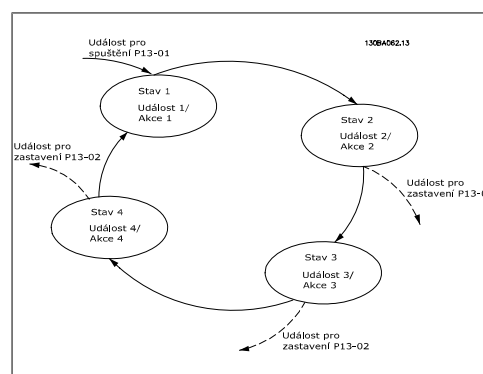 Událost pro
spuštění P13-01
130BA062.13
Stav 1
Událost 1/
Akce 1
Stav 2
Událost 2/
Akce 2
Událost pro
zastavení P13-02
Událost pro
zastavení P13-0
Stav 4
Událost 4/
Akce 4
Stav 3
Událost 3/
Akce 3
Událost pro
zastavení P13-02